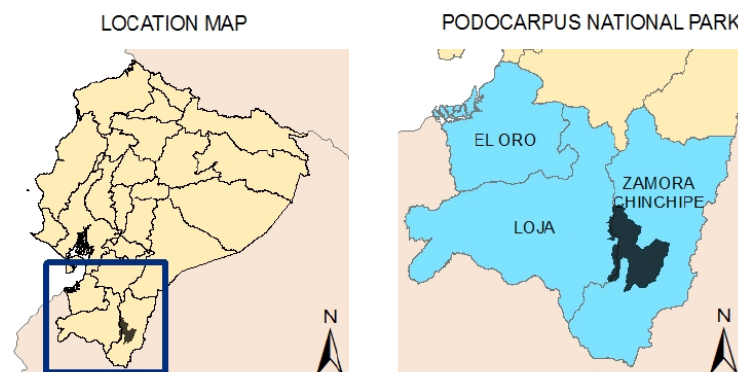 LOCATION MAP
PODOCARPUS NATIONAL PARK
EL ORO
ZAMORA
CHINCHIPE
LOJA
N
N